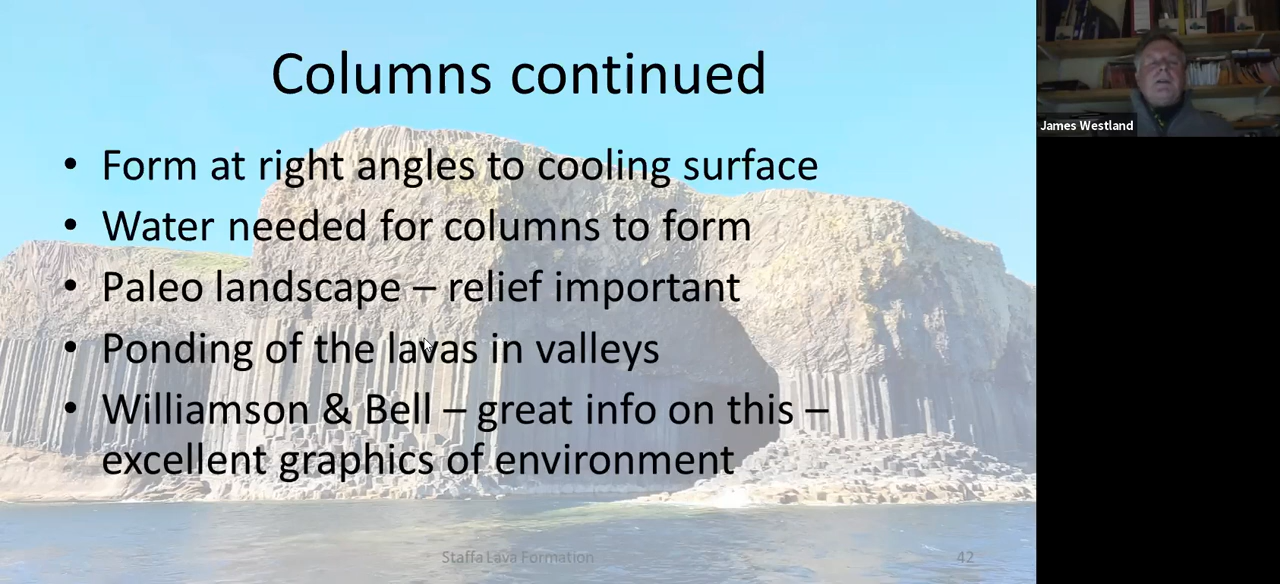 Columns continued
• Form at right angles to cooling surface
• Water needed for columns to form
• Paleo landscape – relief important
• Ponding of the lavas in valleys
• Williamson & Bell – great info on this –
excellent graphics of environment
Staffa Lava Formation
42
James Westland